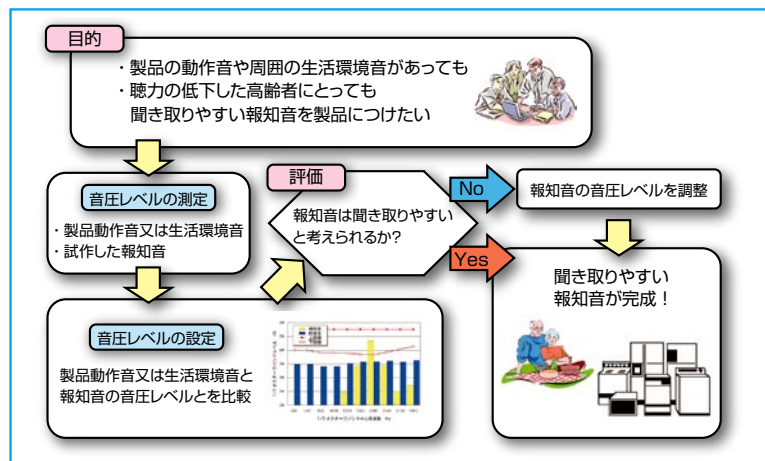 目的
・製品の動作音や周囲の生活環境音があっても
・聴力の低下した高齢者にとっても
聞き取りやすい報知音を製品につけたい
音圧レベルの測定
・製品動作音又は生活環境音
・試作した報知音
音圧レベルの設定
製品動作音又は生活環境音と
報知音の音圧レベルとを比較
評価
報知音は聞き取りやすい
と考えられるか?
No
報知音の音圧レベルを調整
Yes
聞き取りやすい
報知音が完成！